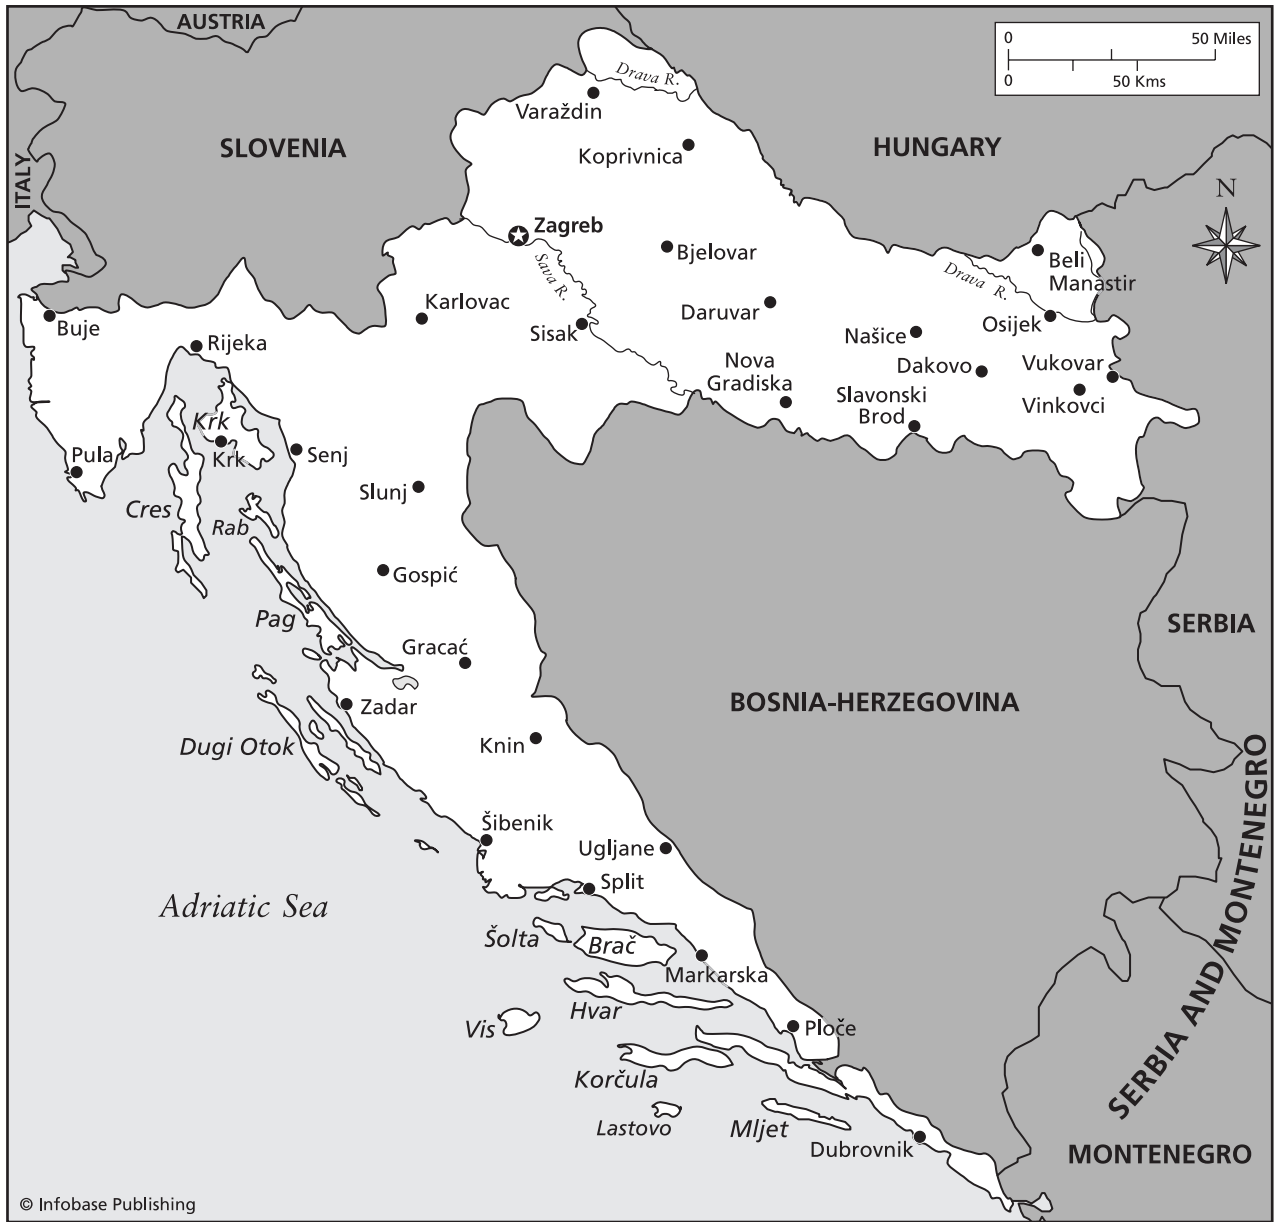 AUSTRIA
0 50 Miles
0 50 Kms
Drava R.
Varaždin
SLOVENIA
HUNGARY
Koprivnica
ITALY
N
Zagreb
Bjelovar
Beli
Manastir
Sava R.
Drava R.
Karlovac
Daruvar
Osijek
Buje
Sisak
Našice
Rijeka
Nova
Gradiska
Dakovo
Vukovar
Slavonski
Brod
Vinkovci
Krk
Pula
Krk
Senj
Slunj
Cres
Rab
Gospić
Pag
SERBIA
Gracać
BOSNIA-HERZEGOVINA
Zadar
Dugi Otok
Knin
Šibenik
Ugljane
Split
Adriatic Sea
Šolta
Brač
Markarska
SERBIA AND MONTENEGRO
Hvar
Vis
Ploče
Korčula
Lastovo
Mljet
Dubrovnik
MONTENEGRO
© Infobase Publishing